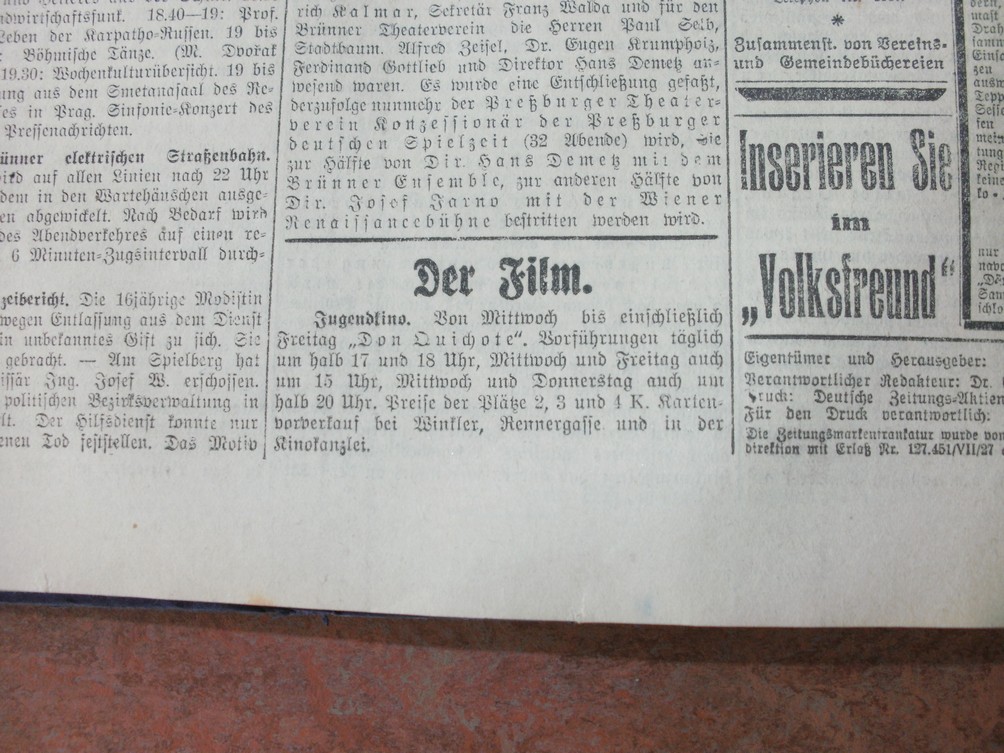 dwirtschaftsfunk. 18.40–19: Prof.
Leben der Karpatho-Russen. 19 bis
: Böhmische Tänze. (M. Dvořak
19.30: Wochenkulturübersicht. 19 bis
ung aus dem Smetanasaal des Re-
ses in Prag. Sinfonie-Konzert des
Pressenachrichten.
ünner elektrischen Straßenbahn.
wird auf allen Linien nach 22 Uhr
dem in den Wartehäuschen ausge-
en abgewickelt. Nach Bedarf wird
des Abendverkehres auf einen re-
6 Minuten-Zugsintervall durch-
zeibericht. Die 16jährige Modistin
wegen Entlassung aus dem Dienst
in unbekanntes Gift zu sich. Sie
gebracht. — Am Spielberg hat
issär Ing. Josef W. erschossen.
politischen Bezirksverwaltung in
lt. Der Hilfsdienst konnte nur
enen Tod feststellen. Das Motiv
rich Kalmar, Sekretär Franz Walda und für den
Brünner Theaterverein die Herren Paul Selb,
Stadtbaum. Alfred Zeisel, Dr. Eugen Krumpholz,
Ferdinand Gottlieb und Direktor Hans Demetz an-
wesend waren. Es wurde eine Entschließung gefaßt,
derzufolge nunmehr der Preßburger Theater-
verein Konzessionär der Preßburger
deutschen Spielzeit (32 Abende) wird, die
zur Hälfte von Dir. Hans Demetz mit dem
Brünner Ensemble, zur anderen Hälfte von
Dir. Josef Jarno mit der Wiener
Renaissancebühne bestritten werden wird.
Der Film.
Jugendkino. Von Mittwoch bis einschließlich
Freitag „Don Quichote“. Vorführungen täglich
um halb 17 und 18 Uhr, Mittwoch und Freitag auch
um 15 Uhr, Mittwoch und Donnerstag auch um
halb 20 Uhr. Preise der Plätze 2, 3 und 4 K. Karten-
vorverkauf bei Winkler, Rennergasse und in der
Kinokanzlei.
*
Zusammenst. von Vereins-
und Gemeindebüchereien
Inserieren Sie
im
„Volksfreund“
Eigentümer und Herausgeber:
Verantwortlicher Redakteur: Dr.
Druck: Deutsche Zeitungs-Aktien
Für den Druck verantwortlich:
Die Zeitungsmarkenfrankatur wurde von
direktion mit Erlaß Nr. 127.451/VII/27